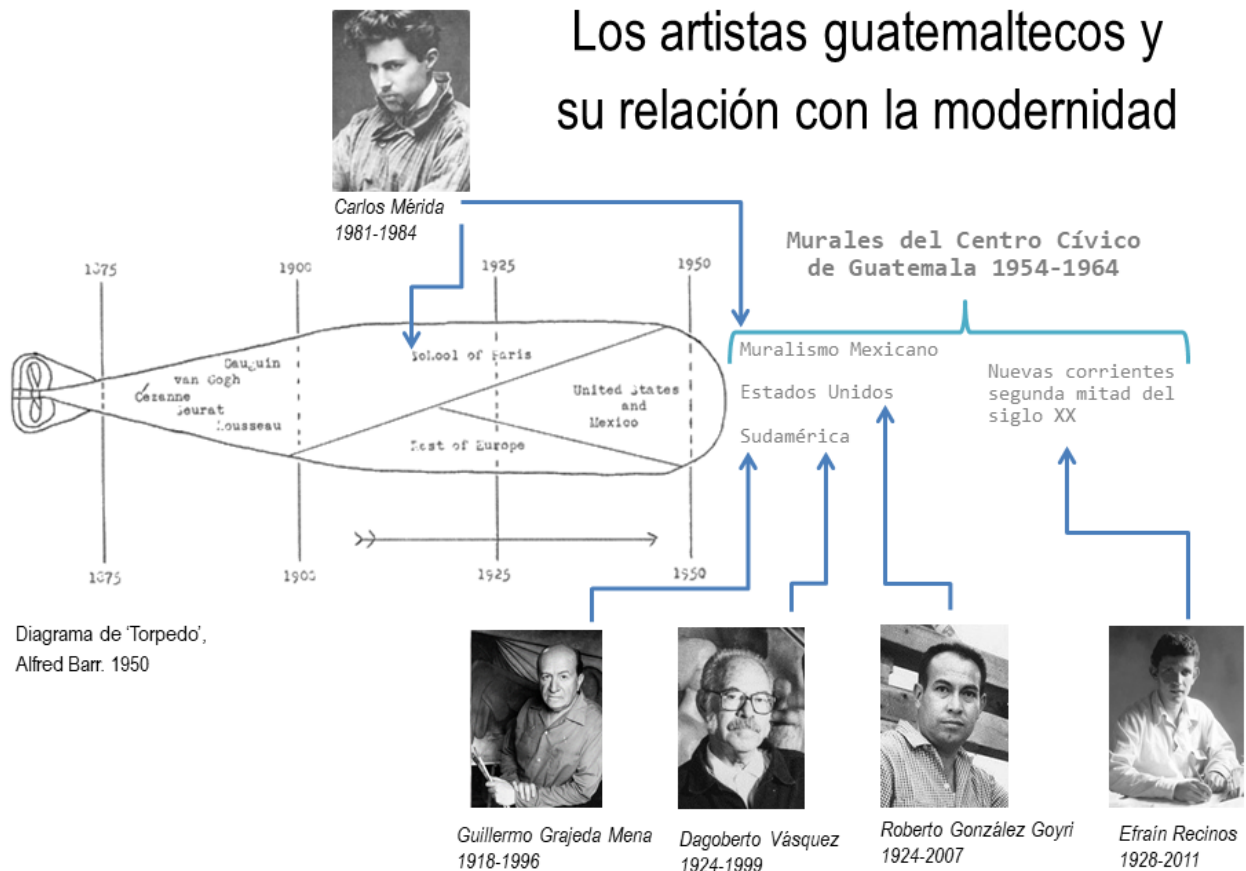 Los artistas guatemaltecos y
su relación con la modernidad
Carlos Mérida
1981-1984
Murales del Centro Cívico
de Guatemala 1954-1964
1875
1900
1925
1950
Gauguin
van Gogh
Cézanne
Seurat
Rousseau
School of Paris
United States
and
Mexico
Rest of Europe
1875
1900
1925
1950
Muralismo Mexicano
Estados Unidos
Sudamérica
Nuevas corrientes
segunda mitad del
siglo XX
Diagrama de ‘Torpedo’,
Alfred Barr. 1950
Guillermo Grajeda Mena
1918-1996
Dagoberto Vásquez
1924-1999
Roberto González Goyri
1924-2007
Efraín Recinos
1928-2011